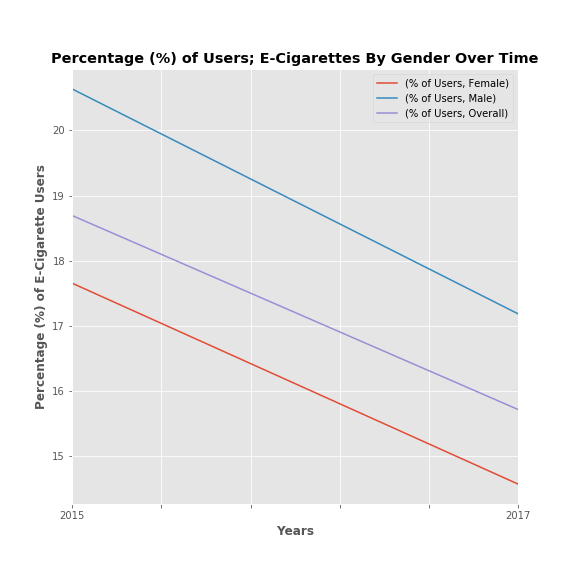 Percentage (%) of Users; E-Cigarettes By Gender Over Time
(% of Users, Female)
(% of Users, Male)
(% of Users, Overall)
Percentage (%) of E-Cigarette Users
20
19
18
17
16
15
2015
2017
Years